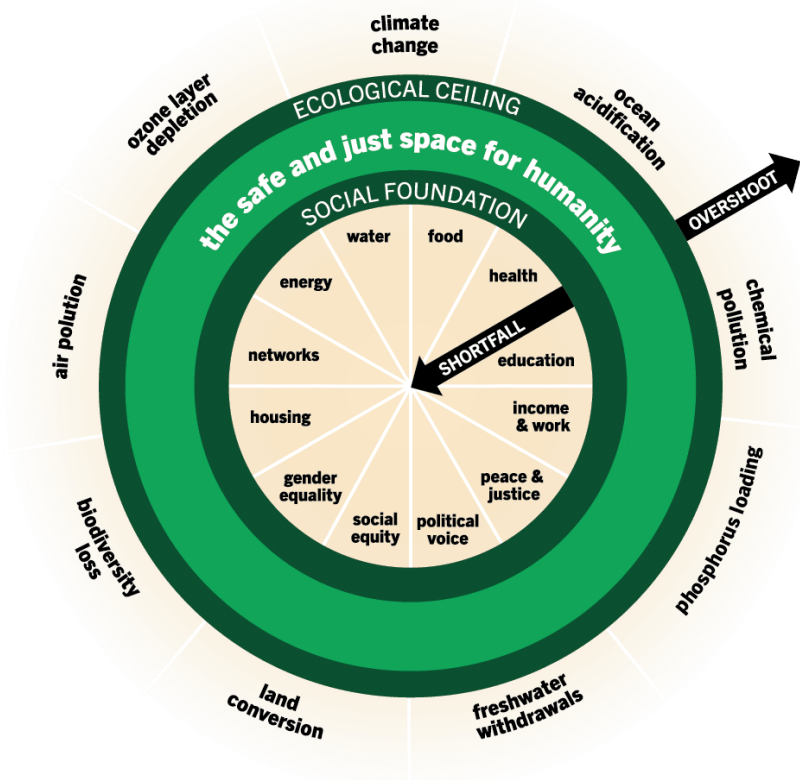 climate
change
ozone layer
depletion
ocean
acidification
ECOLOGICAL CEILING
the safe and just space for humanity
SOCIAL FOUNDATION
OVERSHOOT
water
food
energy
health
SHORTFALL
networks
education
air polution
chemical
pollution
housing
income
& work
gender
equality
peace &
justice
social
equity
political
voice
biodiversity
loss
phosphorus loading
land
conversion
freshwater
withdrawals